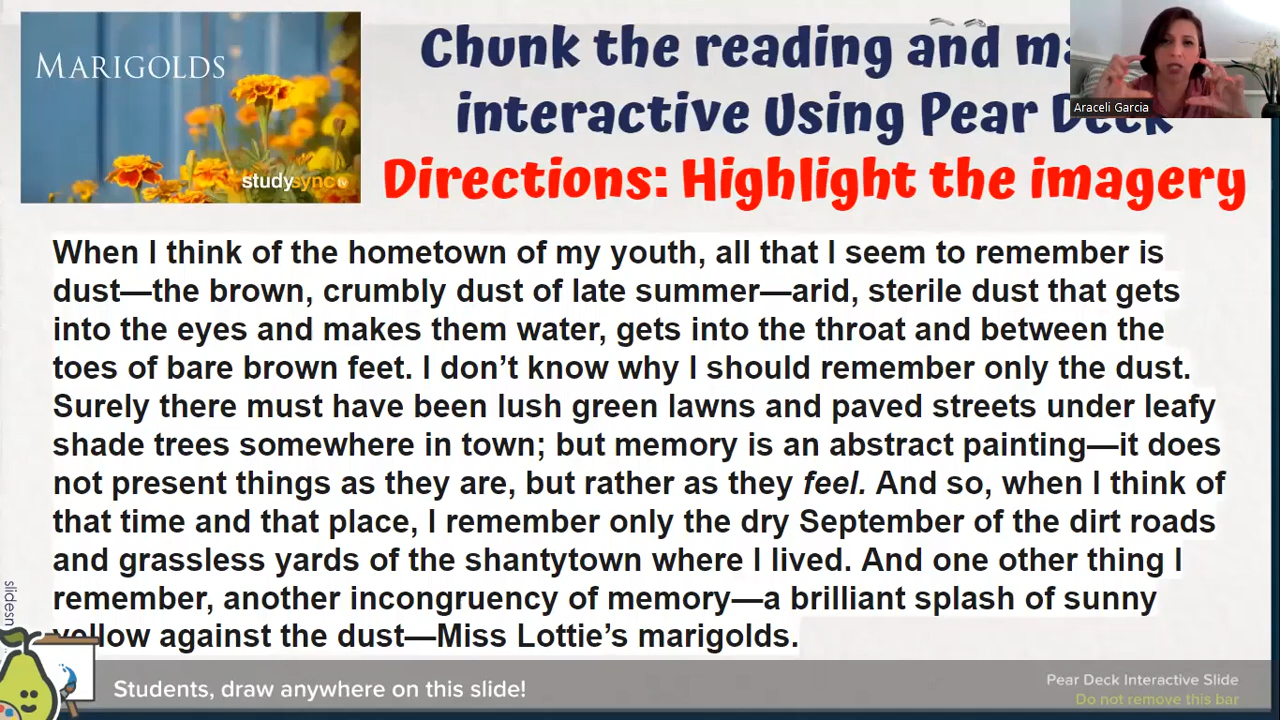 MARIGOLDS
studysync
Chunk the reading and
interactive Using Pear Deck
Directions: Highlight the imagery
Araceli Garcia
When I think of the hometown of my youth, all that I seem to remember is
dust—the brown, crumbly dust of late summer—arid, sterile dust that gets
into the eyes and makes them water, gets into the throat and between the
toes of bare brown feet. I don’t know why I should remember only the dust.
Surely there must have been lush green lawns and paved streets under leafy
shade trees somewhere in town; but memory is an abstract painting—it does
not present things as they are, but rather as they feel. And so, when I think of
that time and that place, I remember only the dry September of the dirt roads
and grassless yards of the shantytown where I lived. And one other thing I
remember, another incongruency of memory—a brilliant splash of sunny
yellow against the dust—Miss Lottie’s marigolds.
Students, draw anywhere on this slide!
Pear Deck Interactive Slide
Do not remove this bar